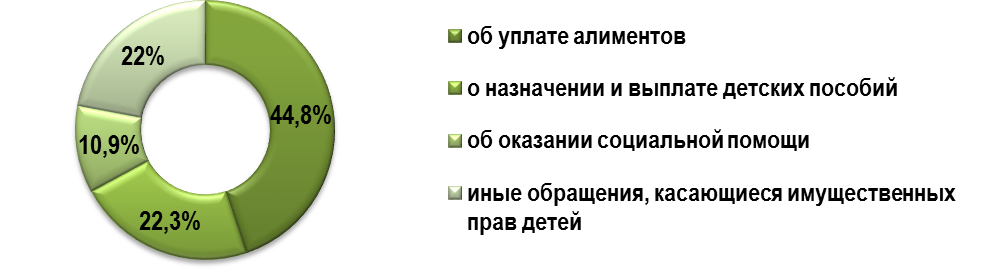 22%
44,8%
10,9%
22,3%
об уплате алиментов
о назначении и выплате детских пособий
об оказании социальной помощи
иные обращения, касающиеся имущественных
прав детей